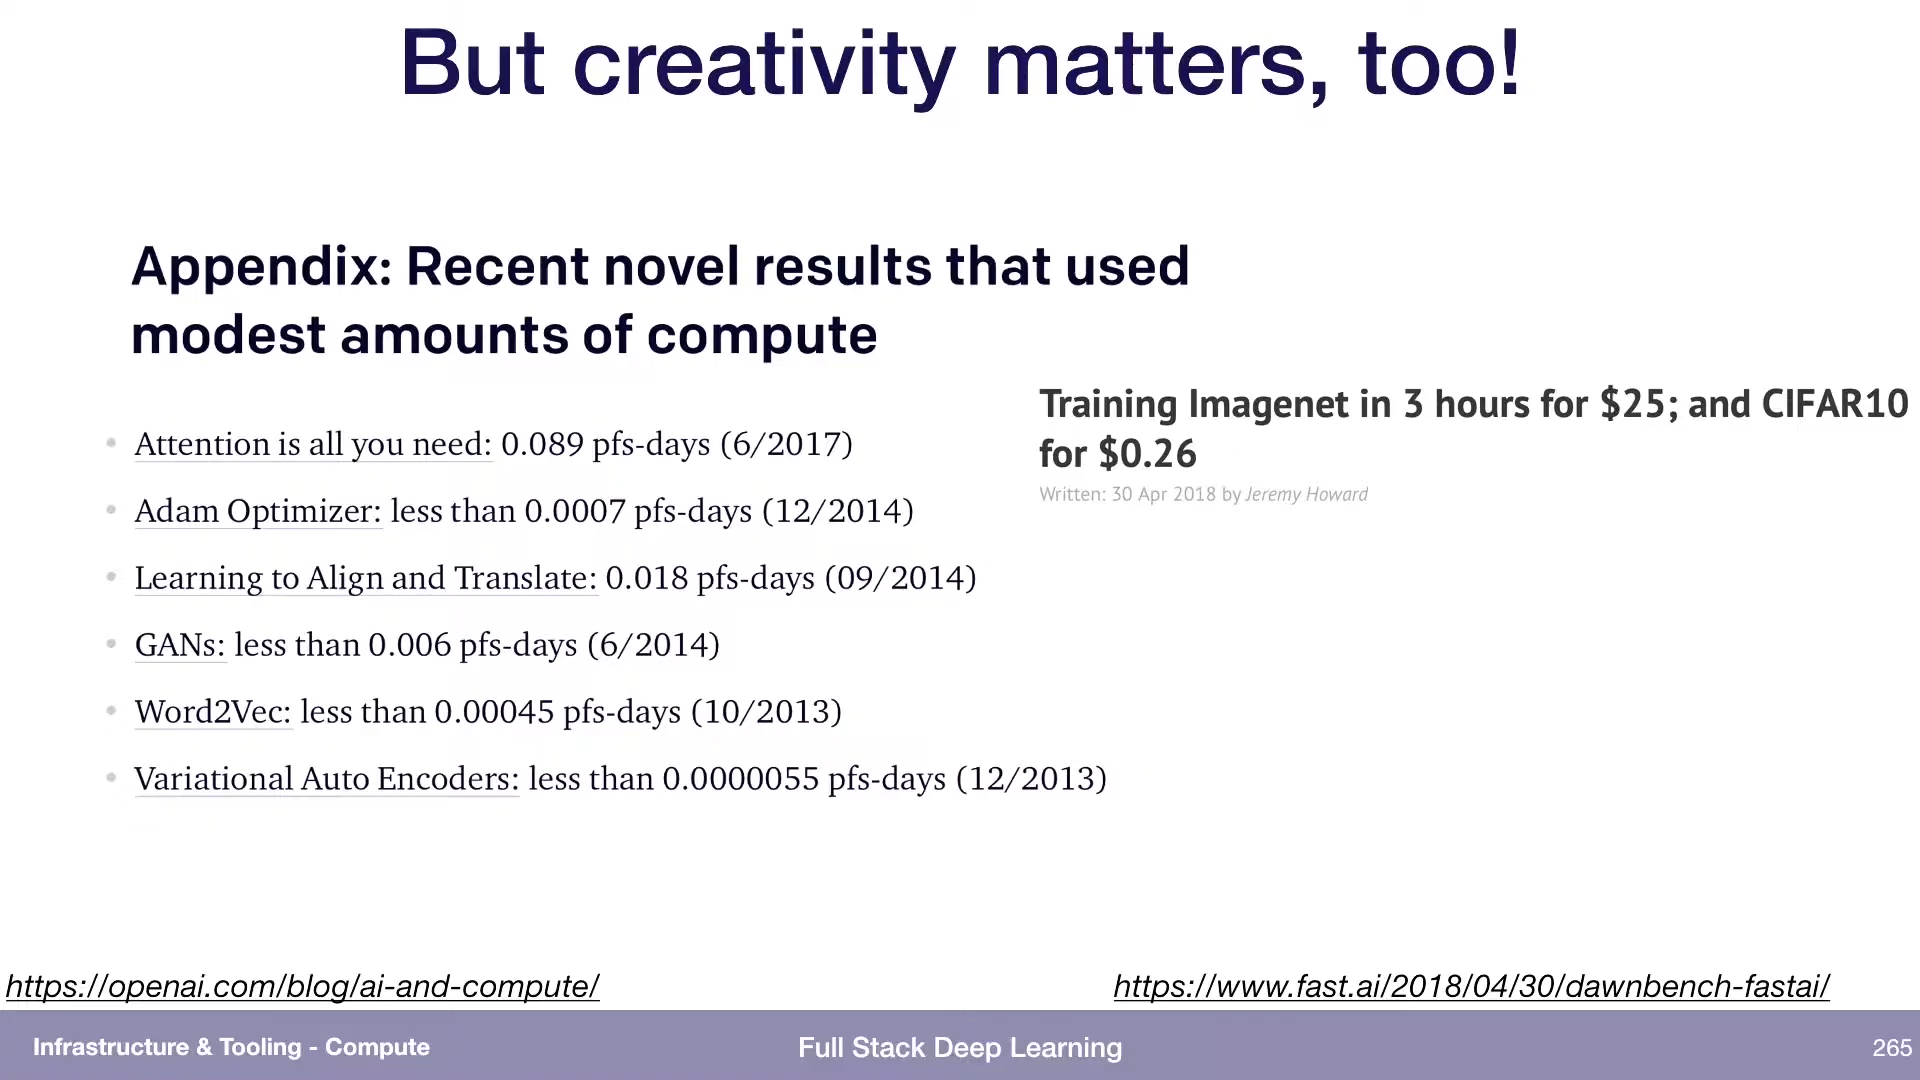 But creativity matters, too!
Appendix: Recent novel results that used
modest amounts of compute
• Attention is all you need: 0.089 pfs-days (6/2017)
• Adam Optimizer: less than 0.0007 pfs-days (12/2014)
• Learning to Align and Translate: 0.018 pfs-days (09/2014)
• GANs: less than 0.006 pfs-days (6/2014)
• Word2Vec: less than 0.00045 pfs-days (10/2013)
• Variational Auto Encoders: less than 0.0000055 pfs-days (12/2013)
Training Imagenet in 3 hours for $25; and CIFAR10
for $0.26
Written: 30 Apr 2018 by Jeremy Howard
https://openai.com/blog/ai-and-compute/
https://www.fast.ai/2018/04/30/dawnbench-fastai/
Infrastructure & Tooling - Compute
Full Stack Deep Learning
265